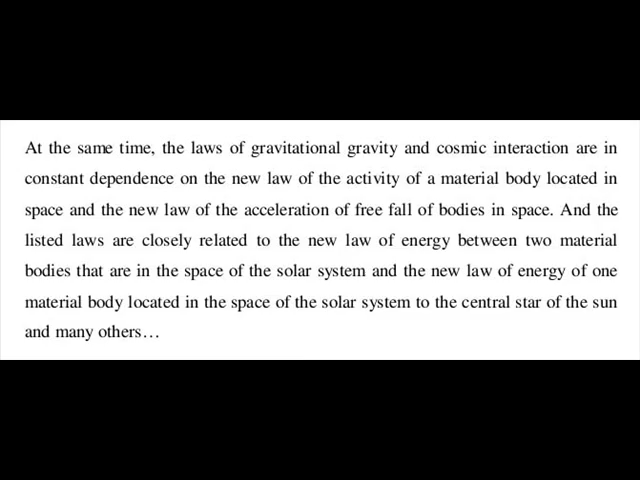 At the same time, the laws of gravitational gravity and cosmic interaction are in
constant dependence on the new law of the activity of a material body located in
space and the new law of the acceleration of free fall of bodies in space. And the
listed laws are closely related to the new law of energy between two material
bodies that are in the space of the solar system and the new law of energy of one
material body located in the space of the solar system to the central star of the sun
and many others…